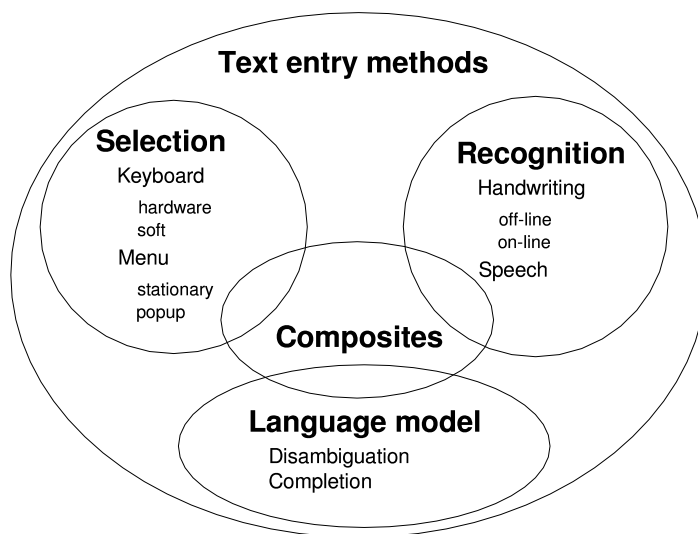 Text entry methods
Selection
Keyboard
hardware
soft
Menu
stationary
popup
Recognition
Handwriting
off-line
on-line
Speech
Composites
Language model
Disambiguation
Completion